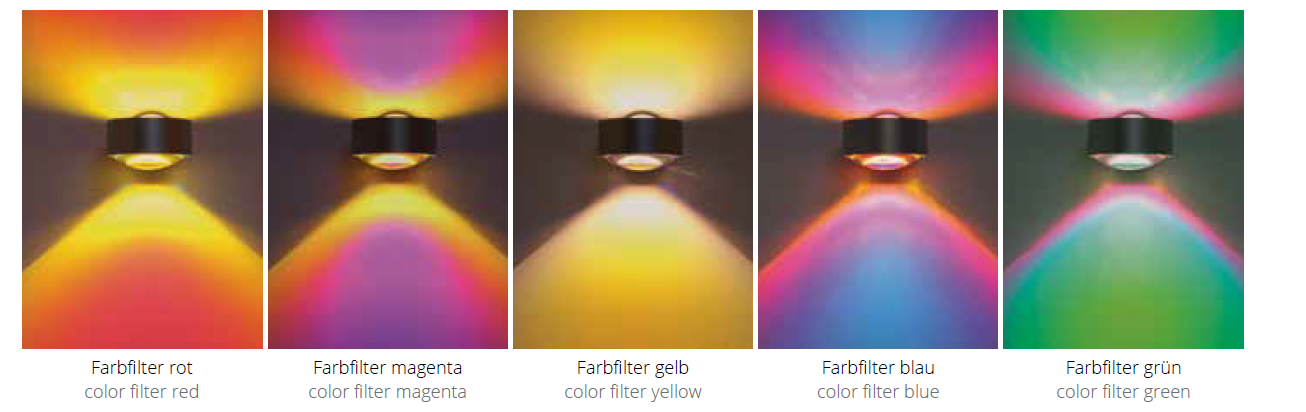 Farbfilter rot
color filter red
Farbfilter magenta
color filter magenta
Farbfilter gelb
color filter yellow
Farbfilter blau
color filter blue
Farbfilter grün
color filter green